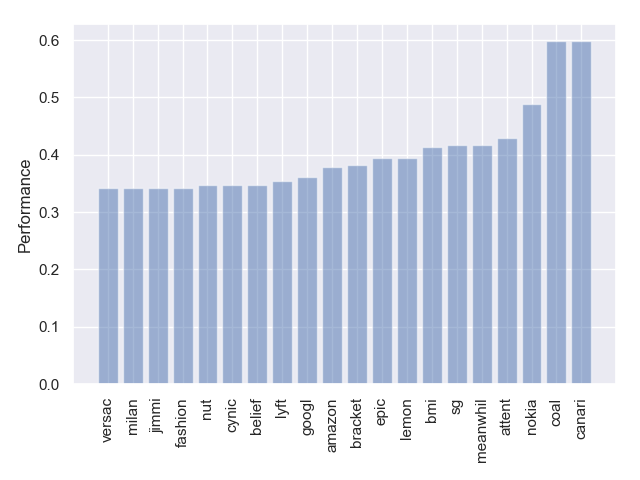 0.6
0.5
0.4
0.3
0.2
0.1
0.0
Performance
versac
milan
jimmi
fashion
nut
cynic
belief
lyft
googl
amazon
bracket
epic
lemon
bmi
sg
meanwhil
attent
nokia
coal
canari